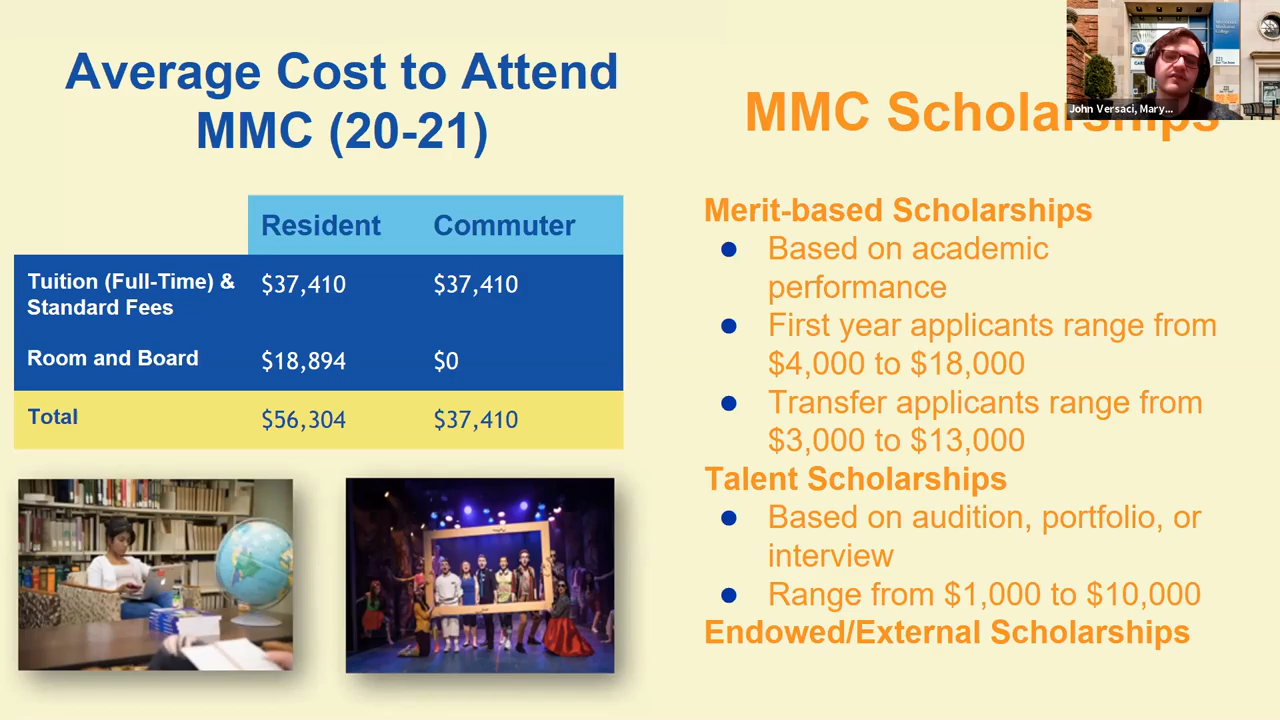 Average Cost to Attend
MMC (20-21)
Resident Commuter
Tuition (Full-Time) & $37,410 $37,410
Standard Fees
Room and Board $18,894 $0
Total $56,304 $37,410
John Versaci, Mary...
MMC Scholarships
Merit-based Scholarships
● Based on academic
performance
● First year applicants range from
$4,000 to $18,000
● Transfer applicants range from
$3,000 to $13,000
Talent Scholarships
● Based on audition, portfolio, or
interview
● Range from $1,000 to $10,000
Endowed/External Scholarships